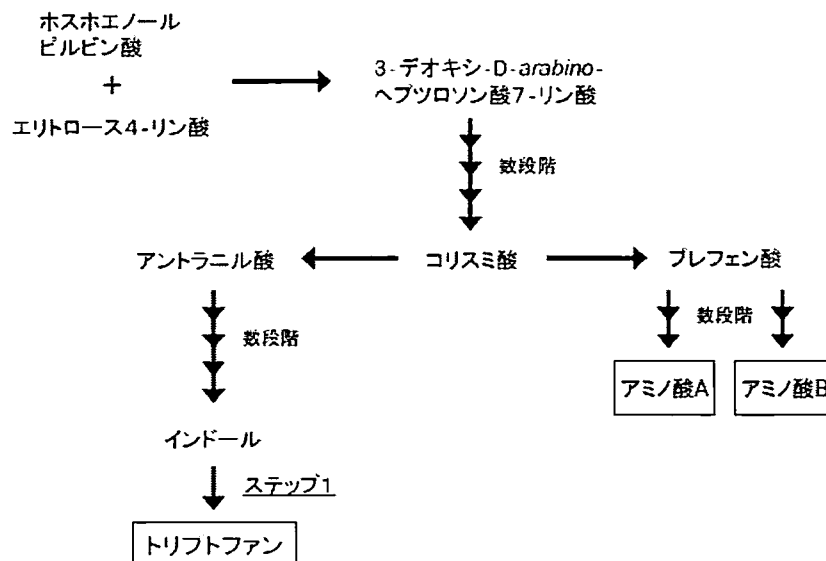 ホスホエノール
ピルビン酸
+
エリトロース4-リン酸
3-デオキシ-D-arabino-
ヘプツロソン酸7-リン酸
数段階
アントラニル酸
コリスミ酸
プレフェン酸
数段階
数段階
アミノ酸A
アミノ酸B
インドール
ステップ1
トリフトファン